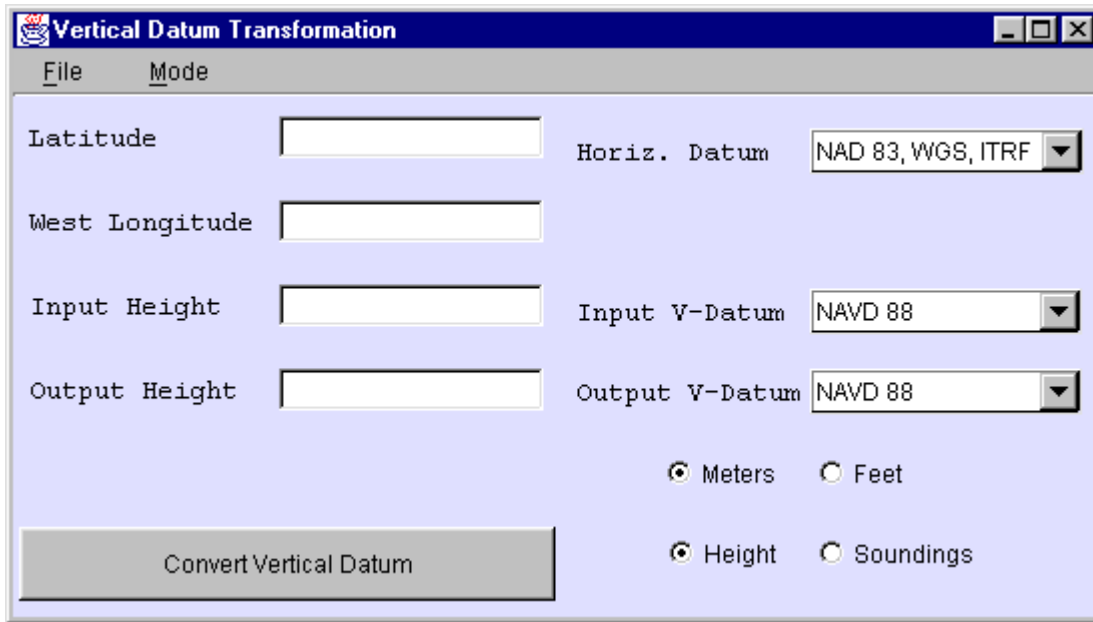 Vertical Datum Transformation
File Mode
Latitude
Horiz. Datum NAD 83, WGS, ITRF
West Longitude
Input Height
Input V-Datum NAVD 88
Output Height
Output V-Datum NAVD 88
Meters Feet
Convert Vertical Datum
Height Soundings